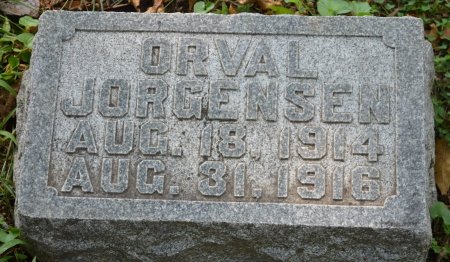 ORVAL
JORGENSEN
AUG. 18, 1914
AUG. 31, 1916